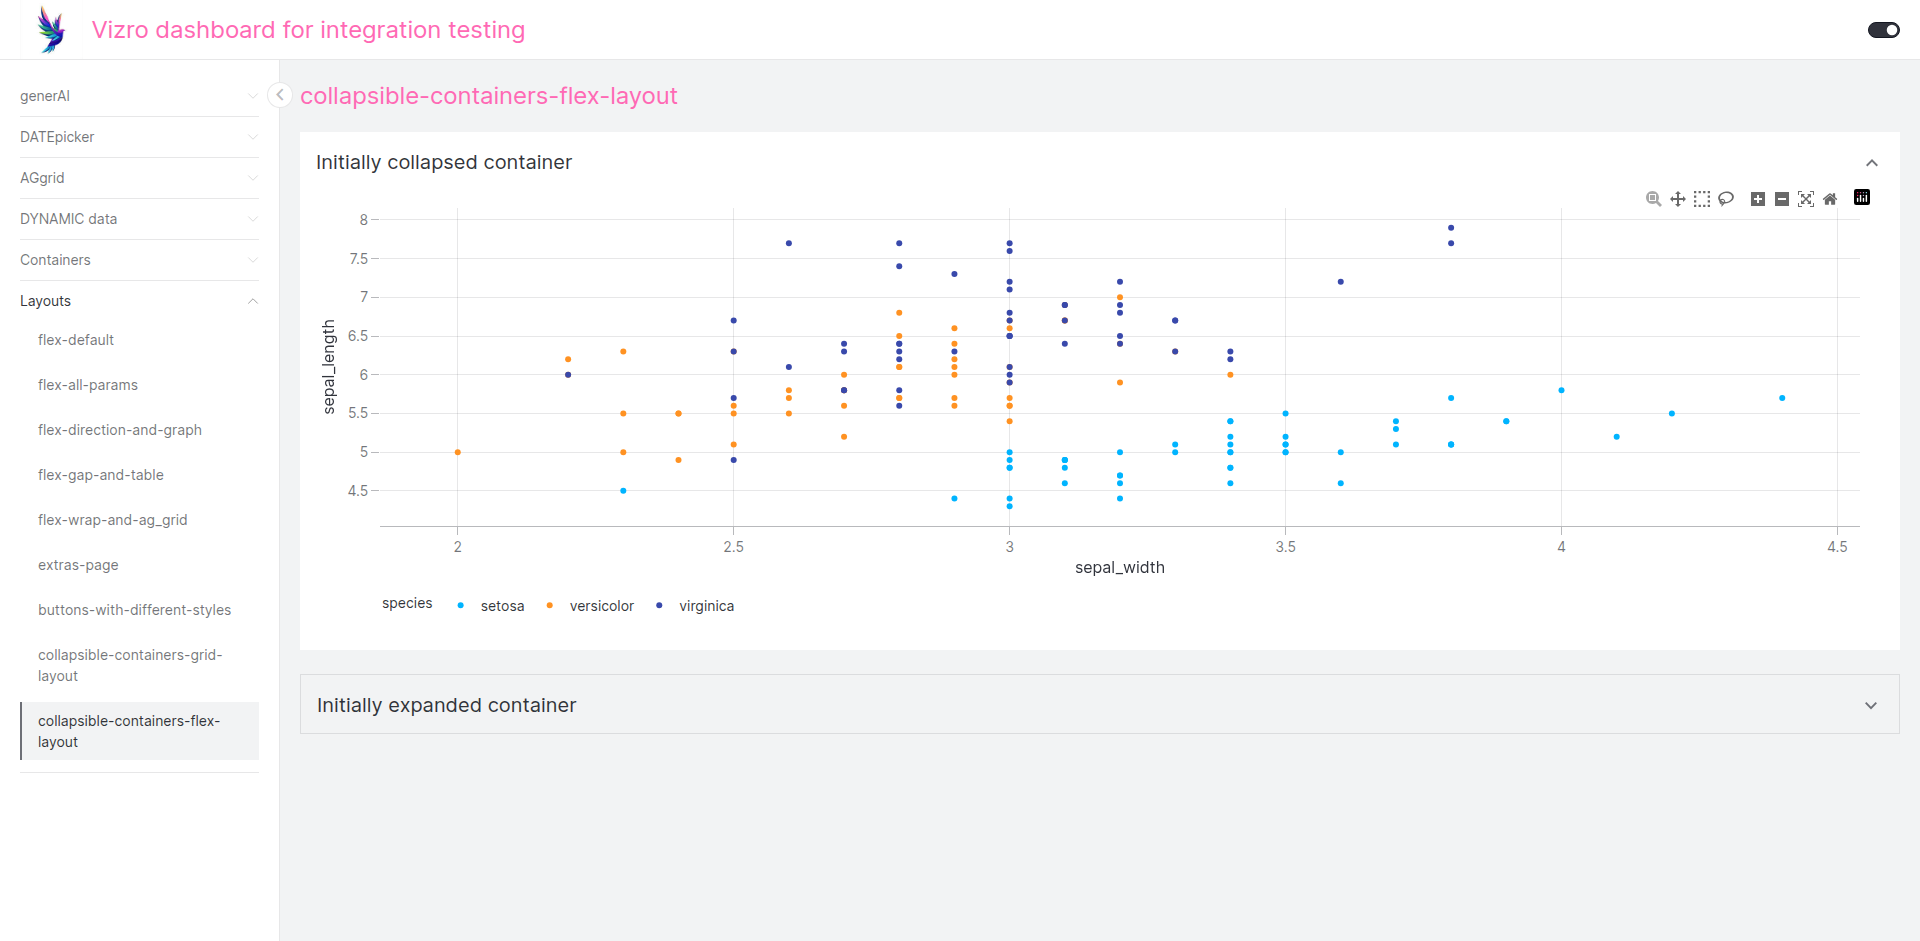 Vizro dashboard for integration testing
generAI
DATEpicker
AGgrid
DYNAMIC data
Containers
Layouts
flex-default
flex-all-params
flex-direction-and-graph
flex-gap-and-table
flex-wrap-and-ag_grid
extras-page
buttons-with-different-styles
collapsible-containers-grid-
layout
collapsible-containers-flex-
layout
collapsible-containers-flex-layout
Initially collapsed container
8
7.5
7
6.5
6
5.5
5
4.5
sepal_length
2
2.5
3
3.5
4
4.5
sepal_width
species
setosa
versicolor
virginica
Initially expanded container